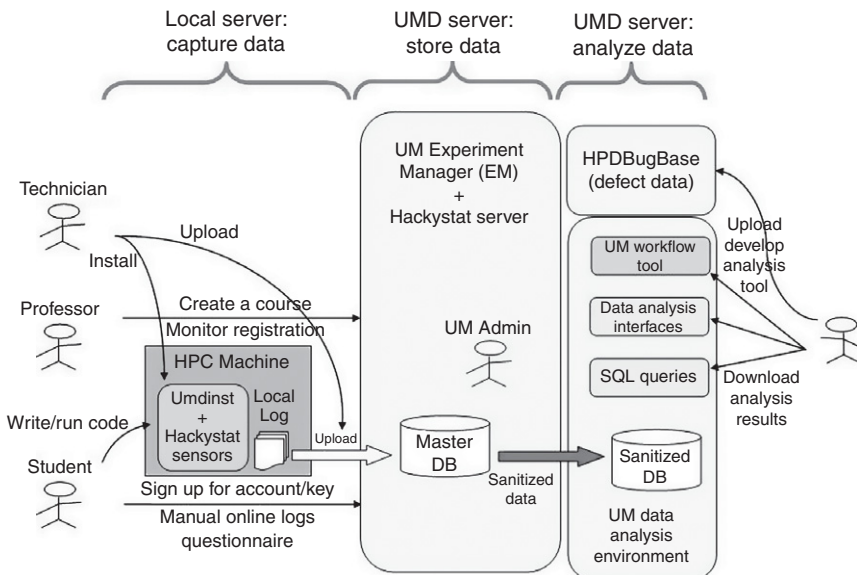 Local server:
capture data
UMD server:
store data
UMD server:
analyze data
UM Experiment
Manager (EM)
+
Hackystat server
HPDBugBase
(defect data)
Technician
Upload
Install
Upload
develop
analysis
tool
UM workflow
tool
Professor
Create a course
Monitor registration
Data analysis
interfaces
UM Admin
HPC Machine
SQL queries
Download
analysis
results
Umdinst
+
Hackystat
sensors
Local
Log
Write/run code
Upload
Master
DB
Sanitized
data
Sanitized
DB
Student
Sign up for account/key
Manual online logs
questionnaire
UM data
analysis
environment